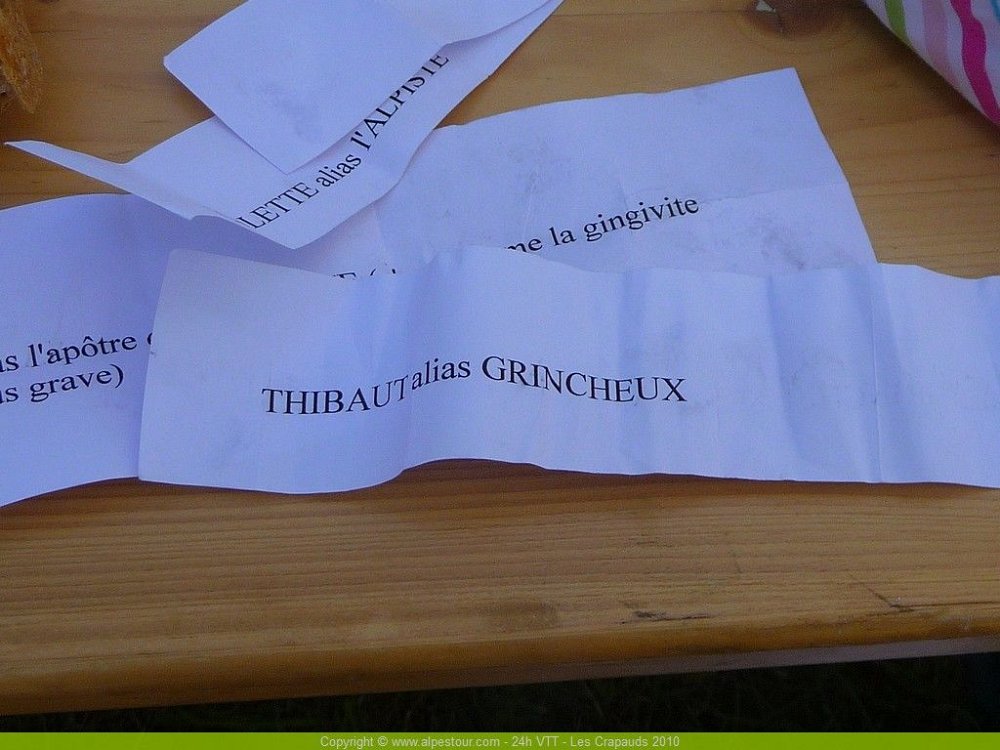 LETTE alias l'ALPISTE
me la gingivite
s l'apôtre
s grave)
THIBAUT alias GRINCHEUX
Copyright © www.alpestour.com - 24h VTT - Les Crapauds 2010